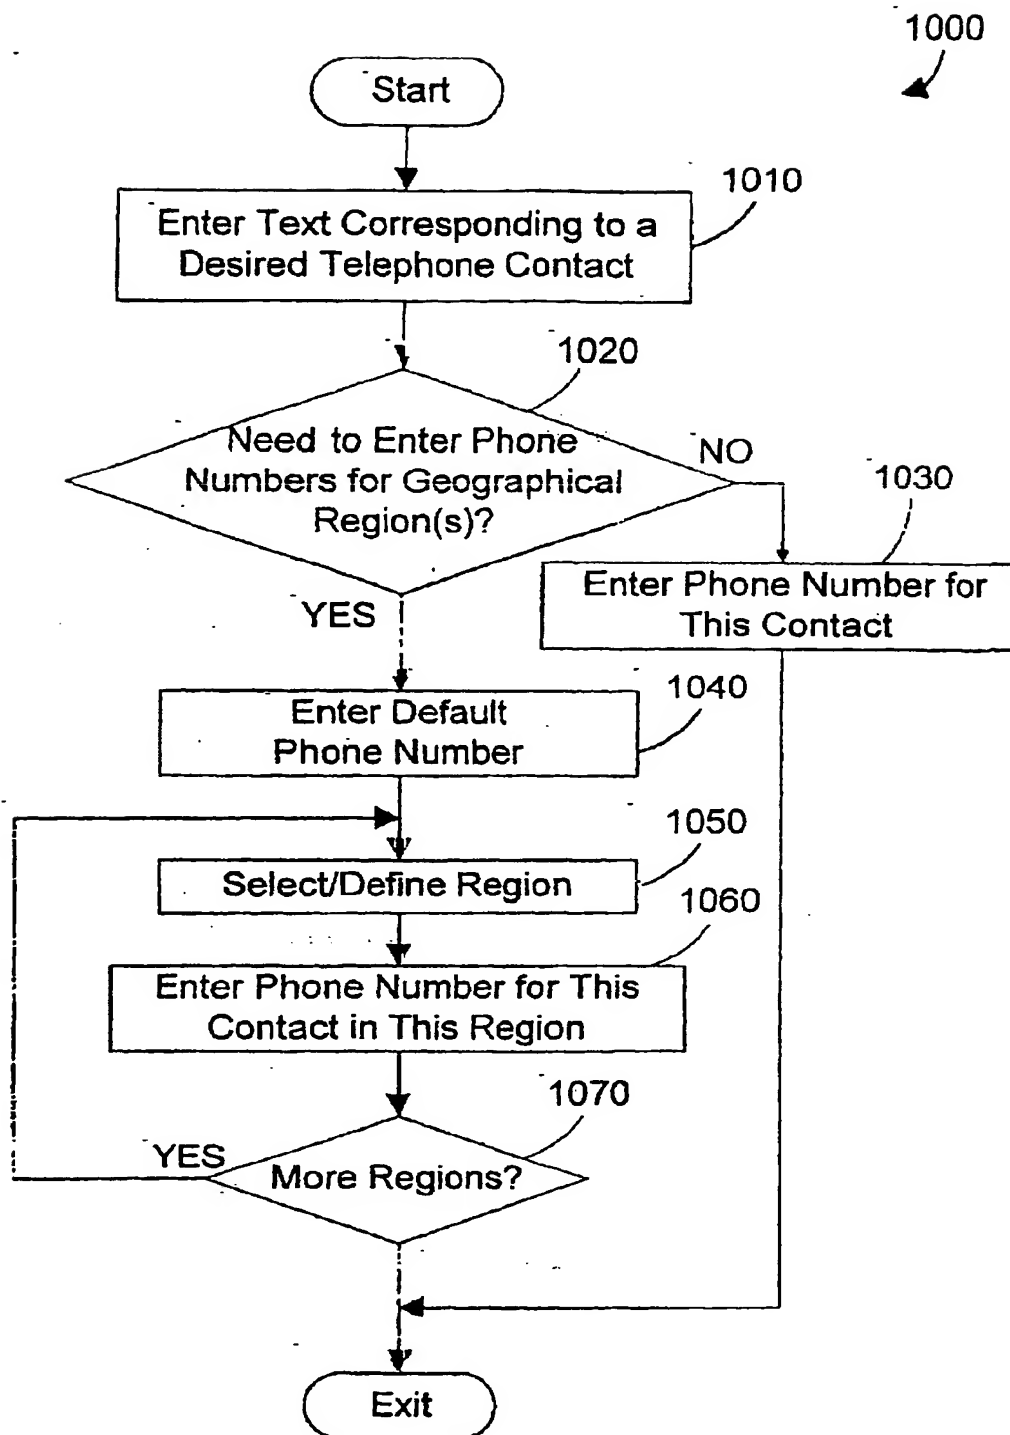 1000
Start
1010
Enter Text Corresponding to a
Desired Telephone Contact
1020
Need to Enter Phone
Numbers for Geographical
Region(s)?
NO
1030
YES
Enter Phone Number for
This Contact
1040
Enter Default
Phone Number
1050
Select/Define Region
1060
Enter Phone Number for This
Contact in This Region
1070
YES
More Regions?
Exit